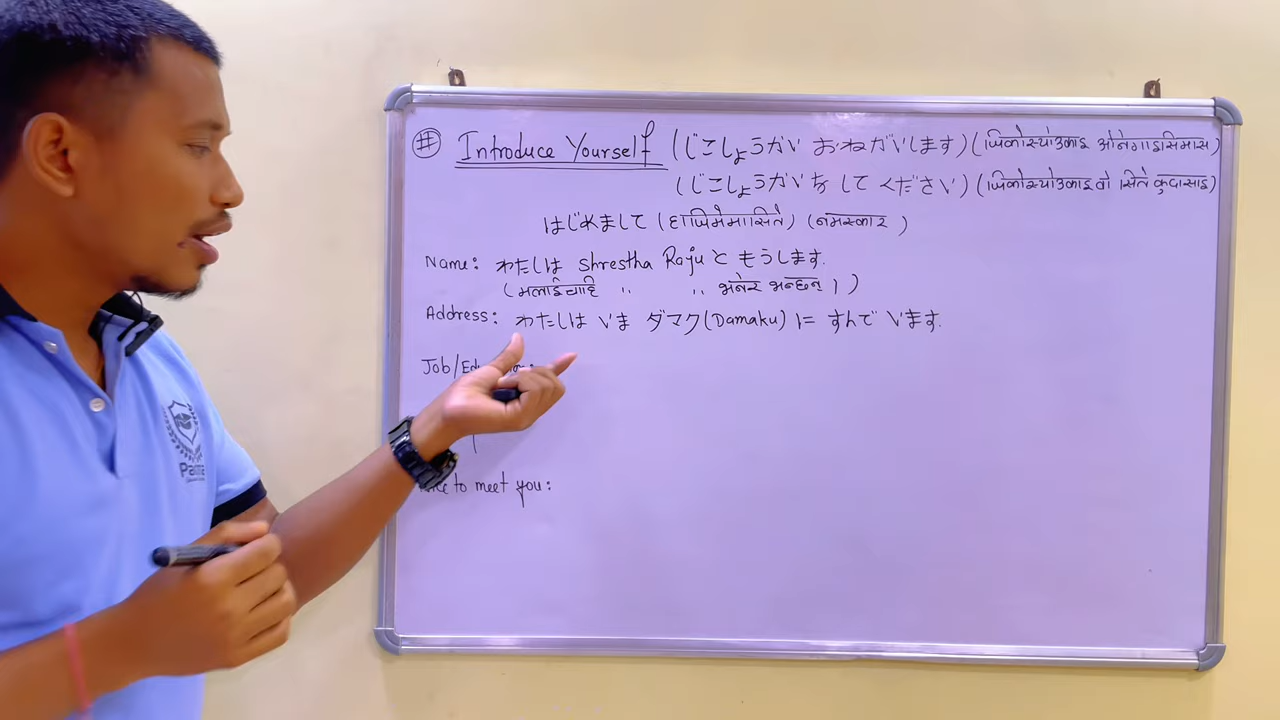 # Introduce Yourself (じこしょうかい おねがいします) (जिकोस्योउकाइ ओनेगाइसिमास)
(じこしょうかいを してください) (जिकोस्योउकाइ वो सिते कुदासाइ)
はじめまして (हाजिमेमासिते) (नमस्कार)
Name: わたしは Shrestha Raju と もうします.
(मलाईचाहि " " भनेर भन्छन्।)
Address: わたしは いま ダマク(Damaku) に すんで います.
Job/
to meet you: